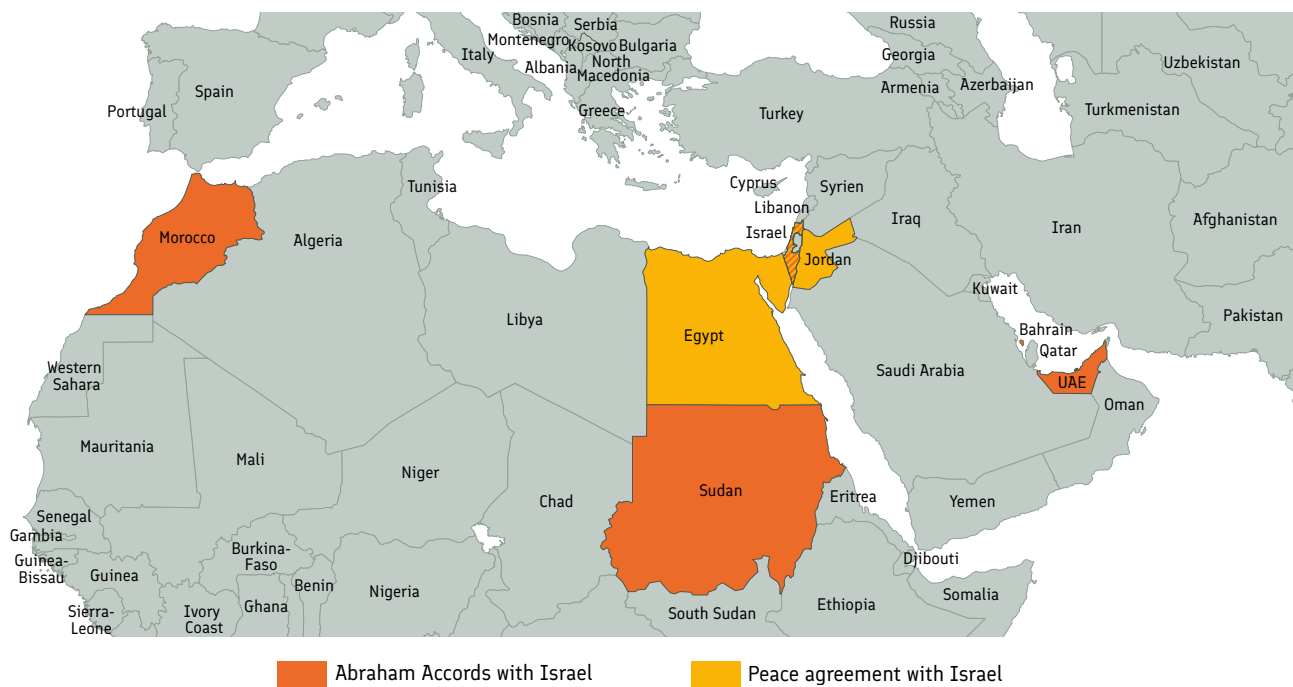 Bosnia
Serbia
Russia
Montenegro
Kosovo
Bulgaria
Georgia
Italy
North
Macedonia
Uzbekistan
Albania
Spain
Armenia
Azerbaijan
Portugal
Greece
Turkey
Turkmenistan
Tunisia
Cyprus
Syrien
Libanon
Iraq
Afghanistan
Morocco
Algeria
Israel
Iran
Jordan
Kuwait
Libya
Egypt
Pakistan
Bahrain
Qatar
Western
Sahara
Saudi Arabia
UAE
Oman
Mauritania
Mali
Niger
Chad
Sudan
Eritrea
Yemen
Senegal
Gambia
Burkina-
Faso
Djibouti
Guinea-
Bissau
Guinea
Benin
Nigeria
Somalia
Sierra-
Leone
Ivory
Coast
Ghana
South Sudan
Ethiopia
Abraham Accords with Israel
Peace agreement with Israel